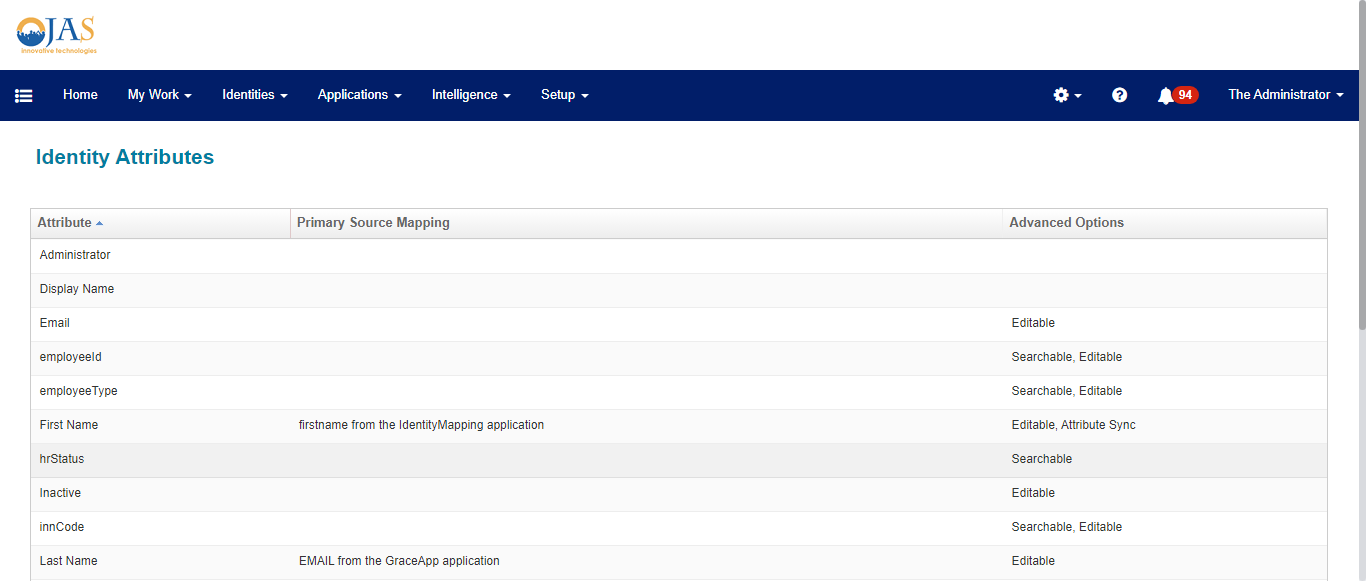 OJAS
innovative technologies
Home My Work Identities Applications Intelligence Setup 94 The Administrator
Identity Attributes
Attribute Primary Source Mapping Advanced Options
Administrator
Display Name
Email Editable
employeeId Searchable, Editable
employeeType Searchable, Editable
First Name firstname from the IdentityMapping application Editable, Attribute Sync
hrStatus Searchable
Inactive Editable
innCode Searchable, Editable
Last Name EMAIL from the GraceApp application Editable